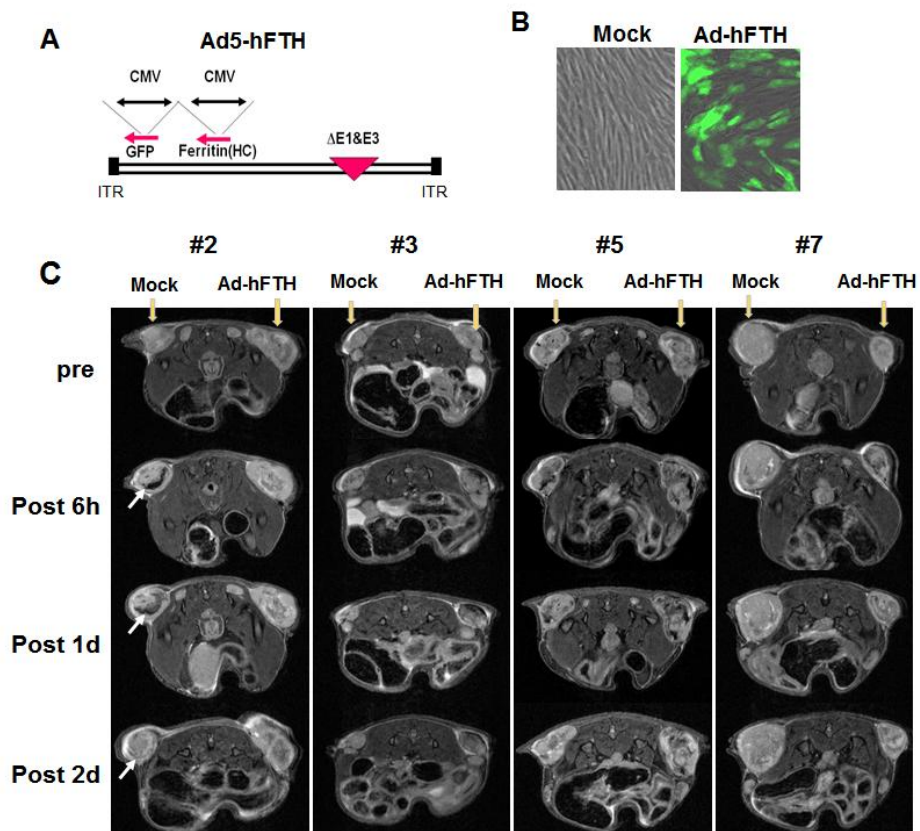 A
Ad5-hFTH
CMV CMV
GFP Ferritin(HC) ΔE1&E3
ITR ITR
B
Mock Ad-hFTH
C
#2 #3 #5 #7
Mock Ad-hFTH Mock Ad-hFTH Mock Ad-hFTH Mock Ad-hFTH
pre
Post 6h
Post 1d
Post 2d